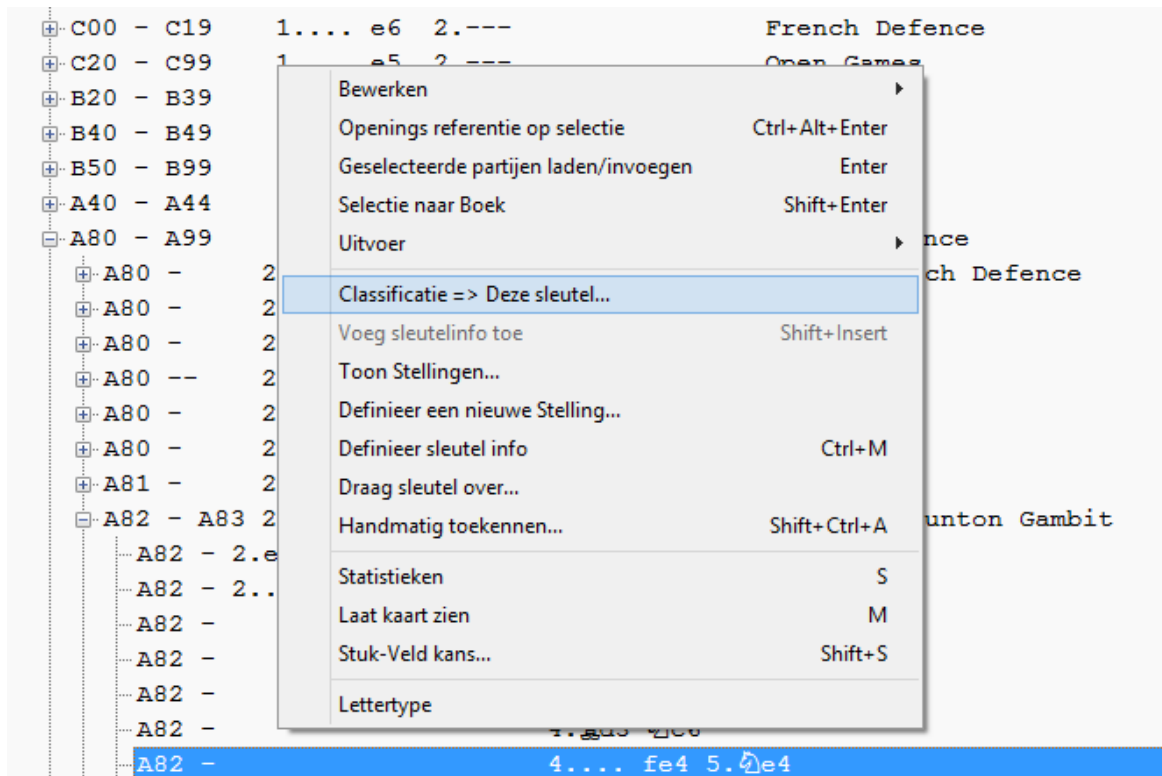 C00 - C19 1.... e6 2.--- French Defence
C20 - C99 1.... e5 2.--- Open Games
B20 - B39
B40 - B49
B50 - B99
A40 - A44
A80 - A99 nce
A80 - 2 ch Defence
A80 - 2
A80 - 2
A80 -- 2
A80 - 2
A80 - 2
A81 - 2
A82 - A83 2 unton Gambit
A82 - 2.e
A82 - 2..
A82 -
A82 -
A82 -
A82 - 4.♗d3 ♘c6
A82 - 4.... fe4 5.♘e4
Bewerken
Openings referentie op selectie Ctrl+Alt+Enter
Geselecteerde partijen laden/invoegen Enter
Selectie naar Boek Shift+Enter
Uitvoer
Classificatie => Deze sleutel...
Voeg sleutelinfo toe Shift+Insert
Toon Stellingen...
Definieer een nieuwe Stelling...
Definieer sleutel info Ctrl+M
Draag sleutel over...
Handmatig toekennen... Shift+Ctrl+A
Statistieken S
Laat kaart zien M
Stuk-Veld kans... Shift+S
Lettertype